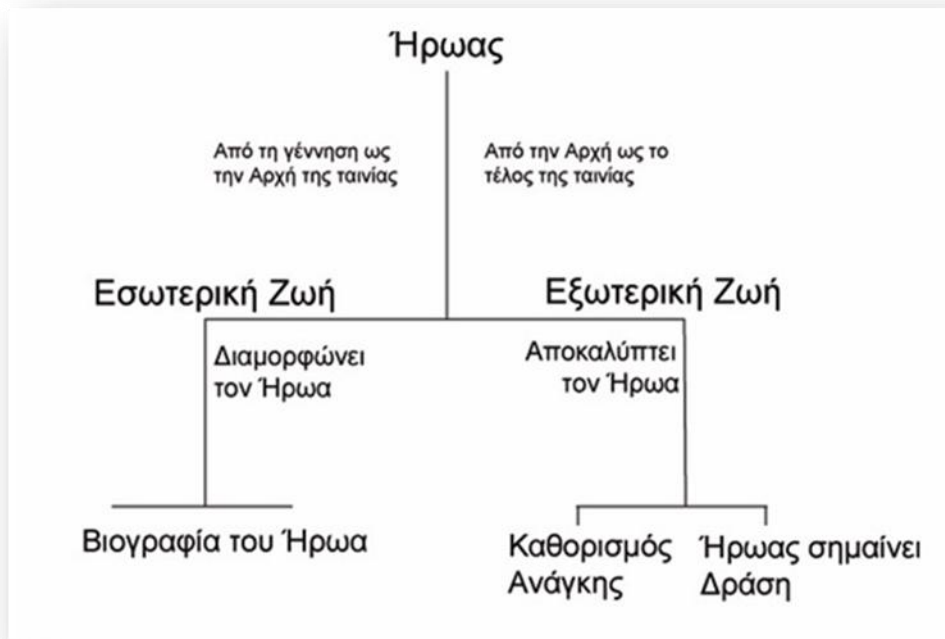 Ήρωας
Από τη γέννηση ως
την Αρχή της ταινίας
Από την Αρχή ως το
τέλος της ταινίας
Εσωτερική Ζωή
Εξωτερική Ζωή
Διαμορφώνει
τον Ήρωα
Αποκαλύπτει
τον Ήρωα
Βιογραφία του Ήρωα
Καθορισμός
Ανάγκης
Ήρωας σημαίνει
Δράση